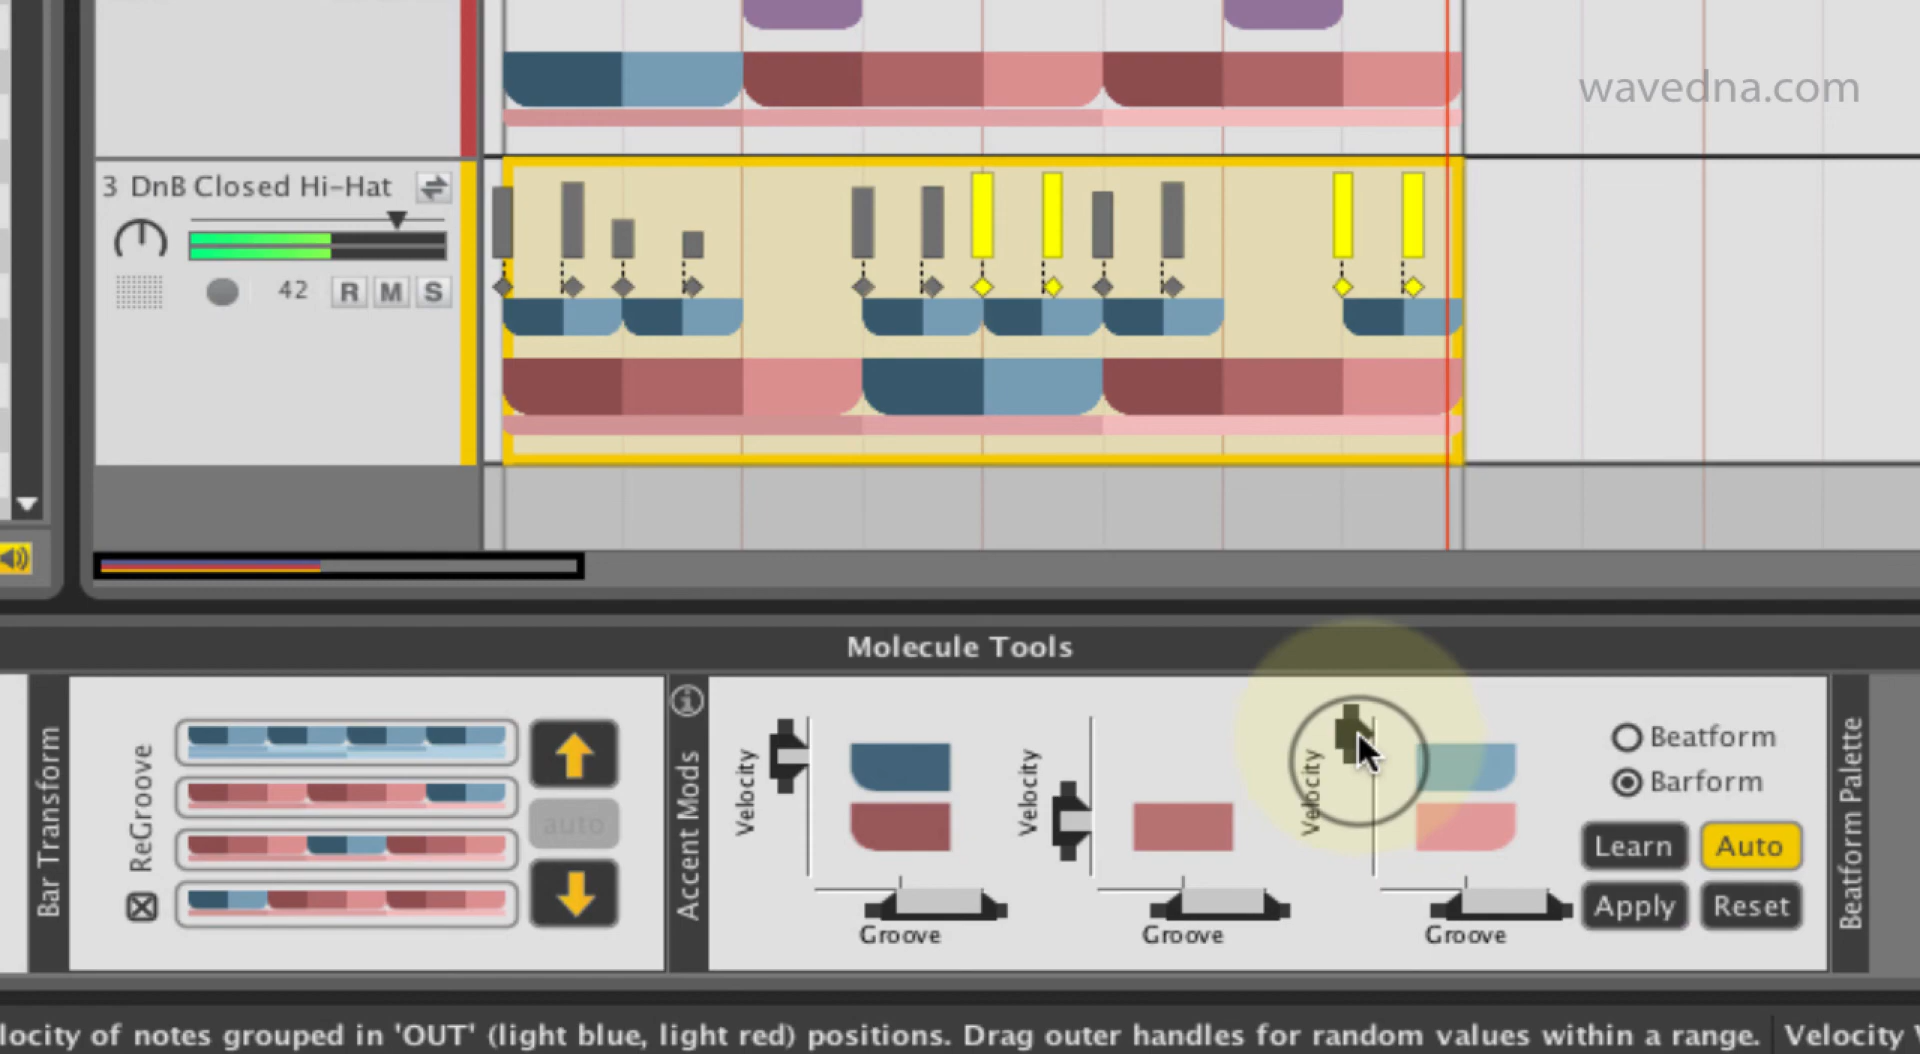 wavedna.com
3 DnB Closed Hi-Hat
42 R M S
Molecule Tools
Bar Transform
ReGroove
auto
Accent Mods
Velocity
Groove
Velocity
Groove
Velocity
Groove
Beatform
Barform
Learn Auto
Apply Reset
Beatform Palette
locity of notes grouped in 'OUT' (light blue, light red) positions. Drag outer handles for random values within a range. Velocity